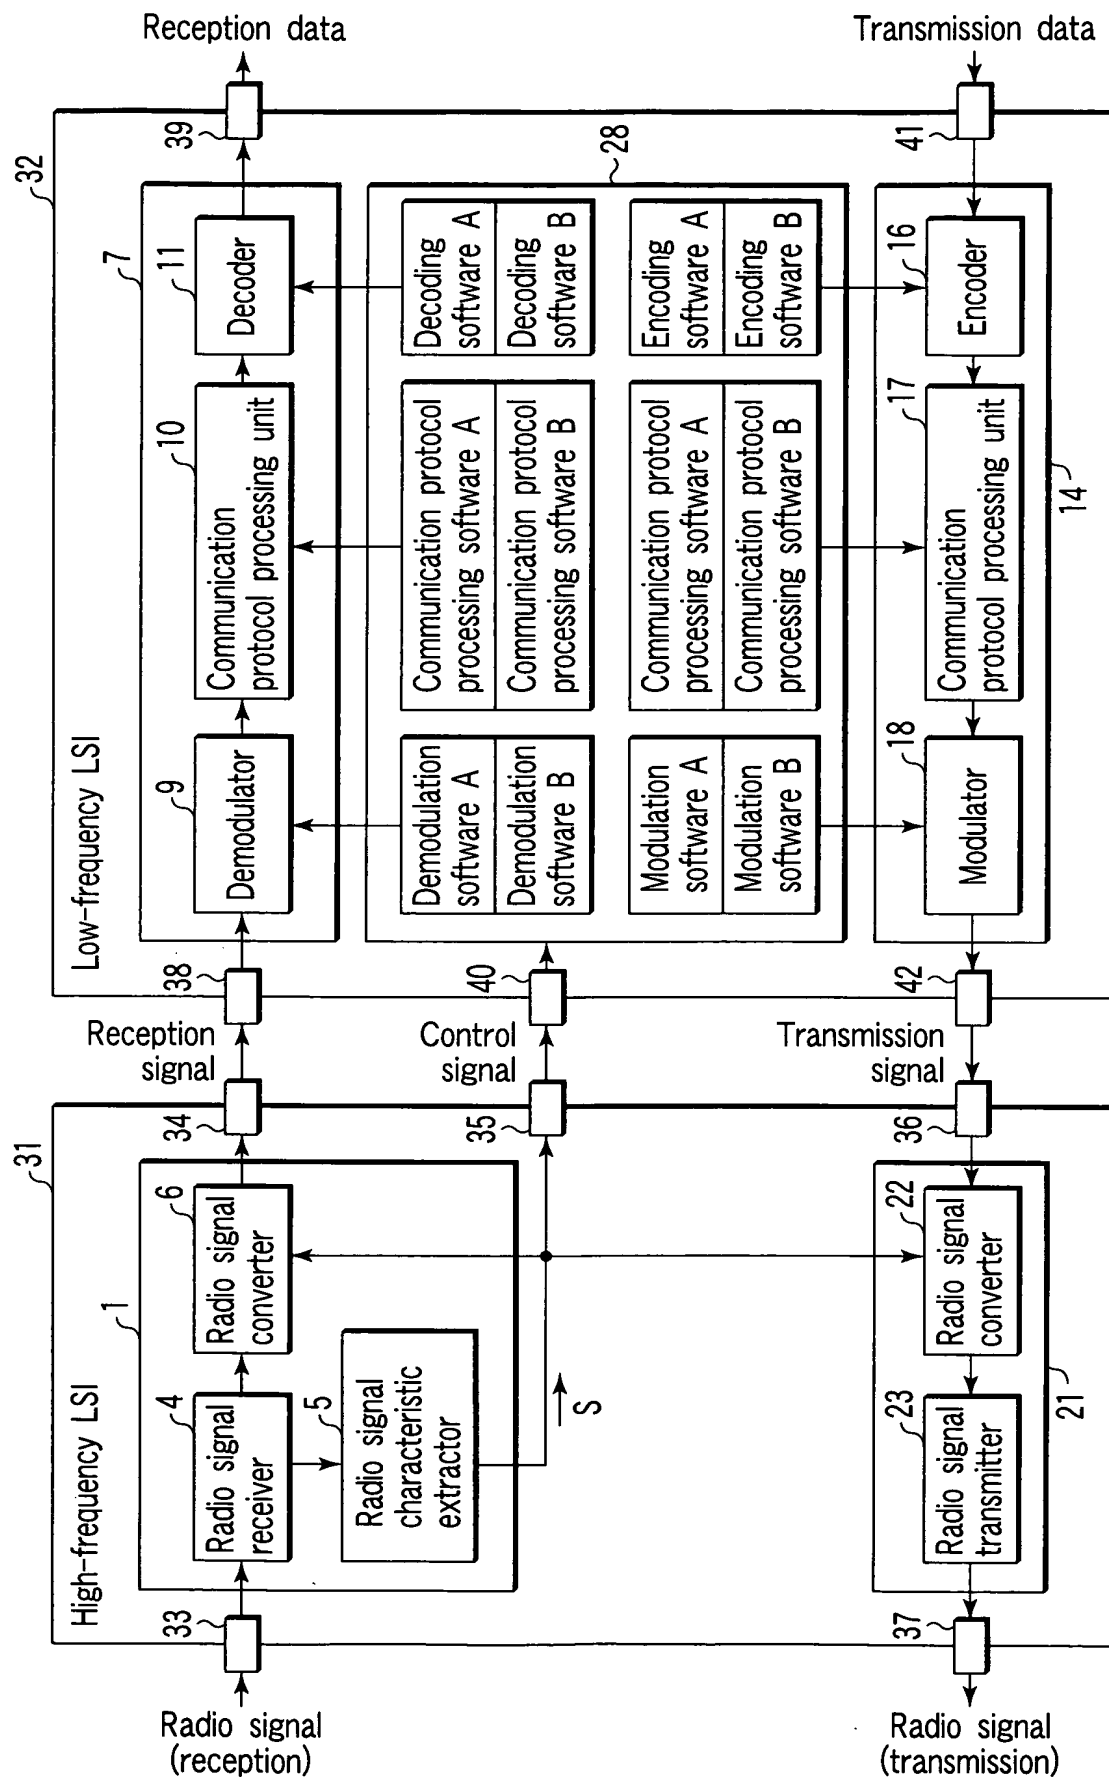 High-frequency LSI
31
Radio signal
(reception)
33
1
4
Radio signal
receiver
6
Radio signal
converter
5
Radio signal
characteristic
extractor
S
34
Reception
signal
35
Control
signal
36
Transmission
signal
22
Radio signal
converter
23
Radio signal
transmitter
21
37
Radio signal
(transmission)
Low-frequency LSI
32
38
7
9
Demodulator
10
Communication
protocol processing unit
11
Decoder
39
Reception data
40
28
Demodulation
software A
Demodulation
software B
Communication protocol
processing software A
Communication protocol
processing software B
Decoding
software A
Decoding
software B
Modulation
software A
Modulation
software B
Communication protocol
processing software A
Communication protocol
processing software B
Encoding
software A
Encoding
software B
42
18
Modulator
17
Communication
protocol processing unit
16
Encoder
14
41
Transmission data